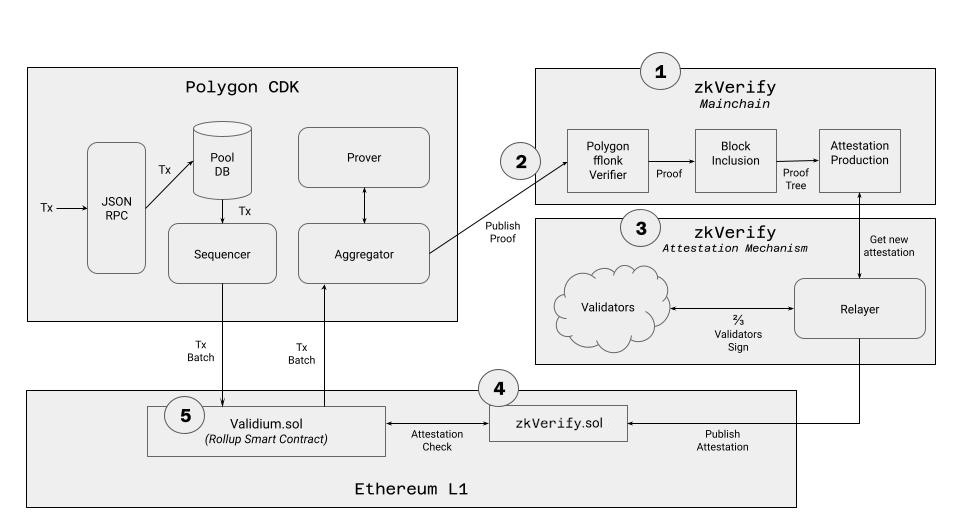 Polygon CDK
Tx
JSON
RPC
Tx
Pool
DB
Tx
Sequencer
Prover
Aggregator
Publish
Proof
1
zkVerify
Mainchain
2
Polygon
fflonk
Verifier
Proof
Block
Inclusion
Proof
Tree
Attestation
Production
3
zkVerify
Attestation Mechanism
Get new
attestation
Validators
⅔
Validators
Sign
Relayer
Tx
Batch
Tx
Batch
4
5
Validium.sol
(Rollup Smart Contract)
Attestation
Check
zkVerify.sol
Publish
Attestation
Ethereum L1